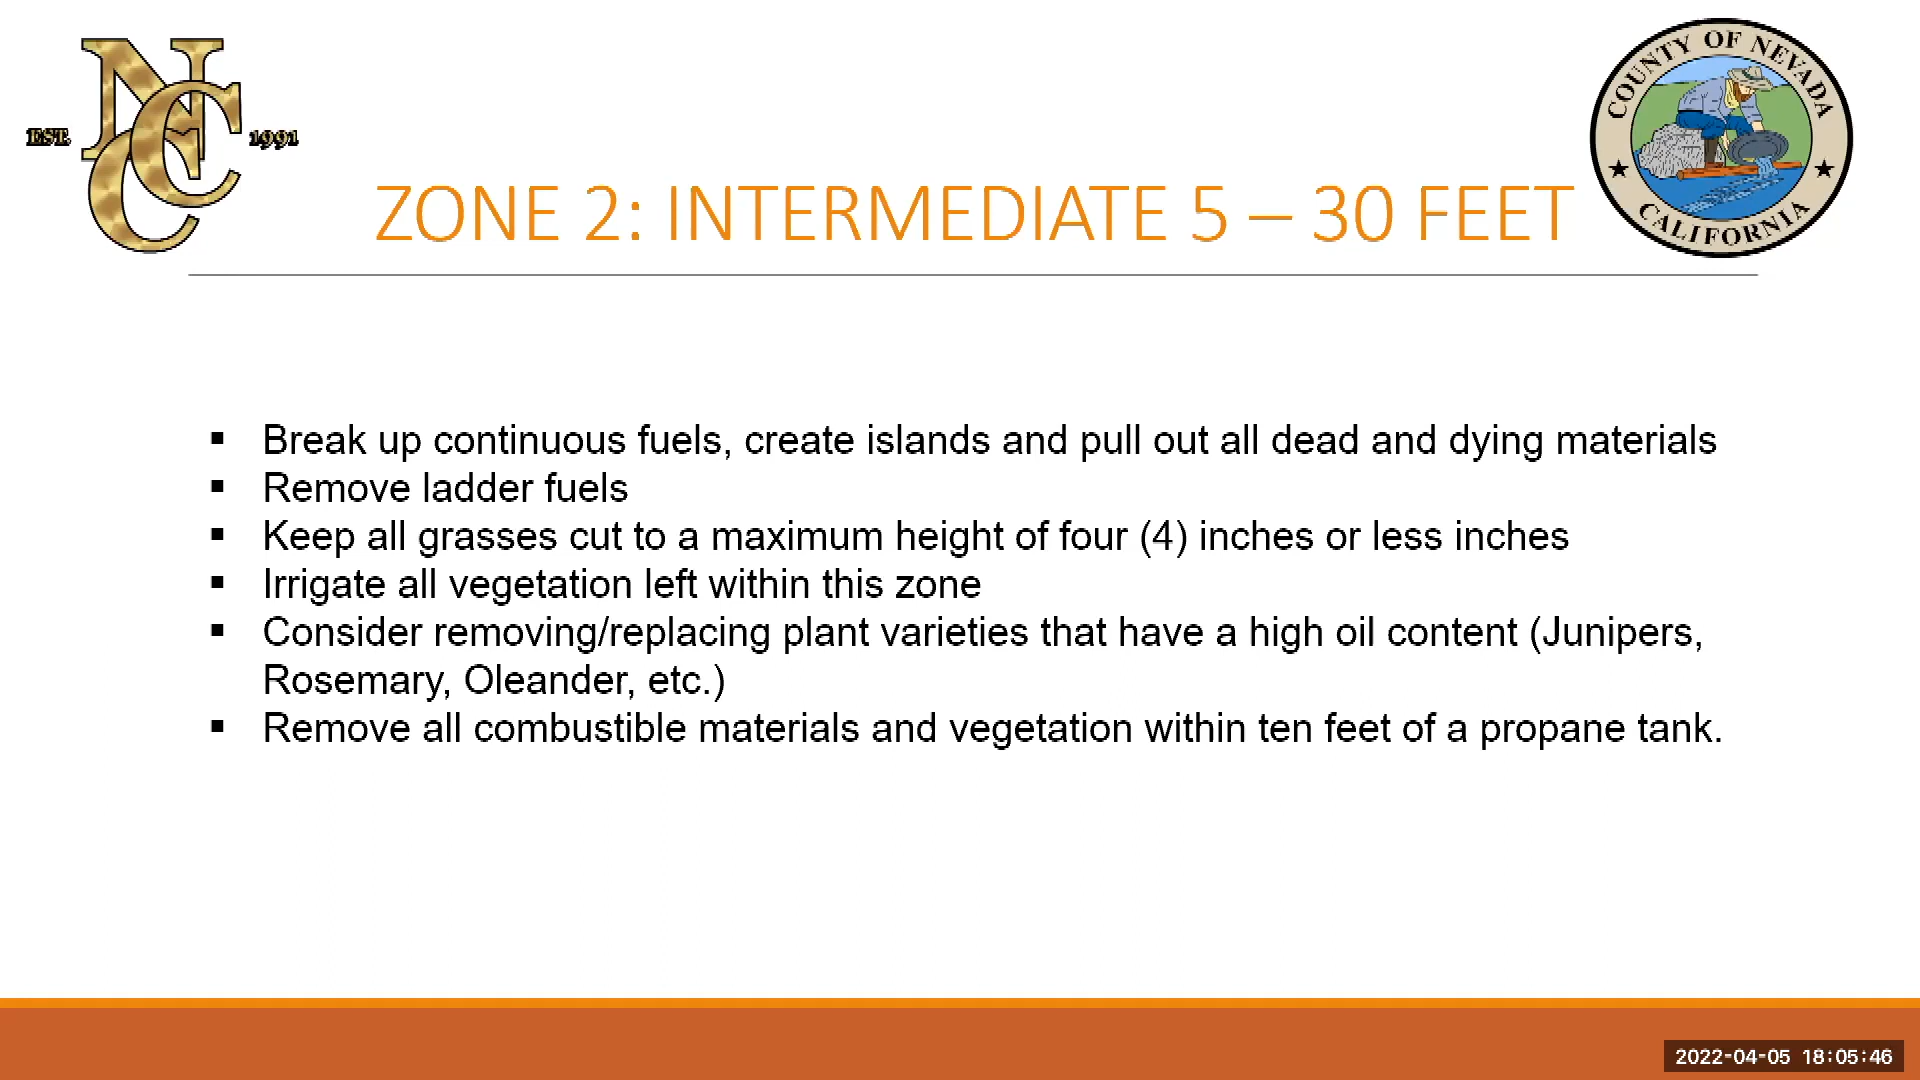 NCC
EST. 1991
COUNTY OF NEVADA
CALIFORNIA
ZONE 2: INTERMEDIATE 5 – 30 FEET
▪ Break up continuous fuels, create islands and pull out all dead and dying materials
▪ Remove ladder fuels
▪ Keep all grasses cut to a maximum height of four (4) inches or less inches
▪ Irrigate all vegetation left within this zone
▪ Consider removing/replacing plant varieties that have a high oil content (Junipers,
Rosemary, Oleander, etc.)
▪ Remove all combustible materials and vegetation within ten feet of a propane tank.
2022-04-05 18:05:46